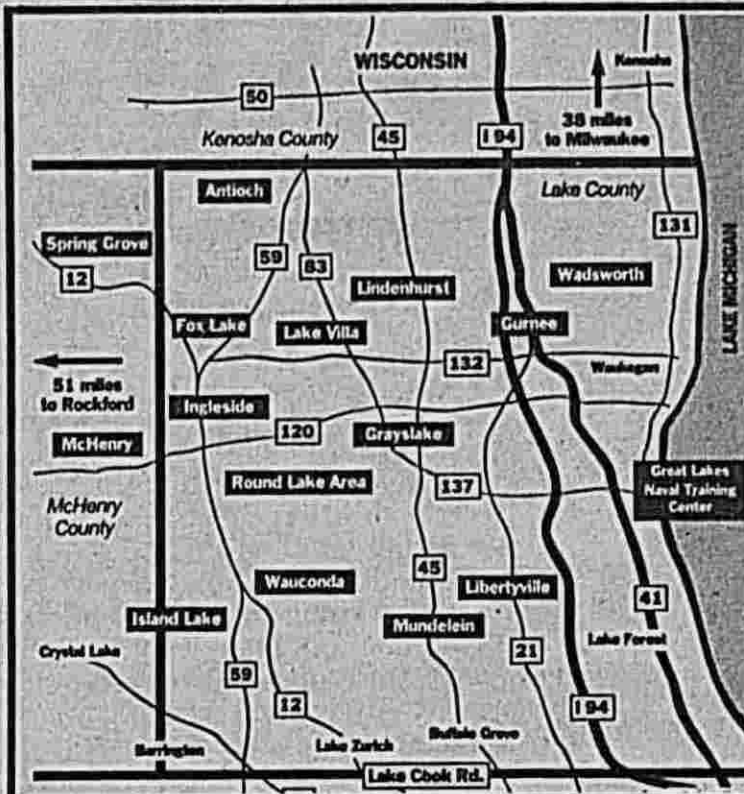 WISCONSIN
Kenosha
50
38 miles
to Milwaukee
Kenosha County
45
I 94
Antioch
Lake County
131
Spring Grove
59
83
12
Lindenhurst
Wadsworth
LAKE MICHIGAN
Fox Lake
Lake Villa
Gurnee
132
Waukegan
51 miles
to Rockford
Ingleside
McHenry
120
Grayslake
Great Lakes
Naval Training
Center
Round Lake Area
137
McHenry
County
45
Wauconda
Libertyville
41
Island Lake
Mundelein
Lake Forest
Crystal Lake
21
59
12
I 94
Buffalo Grove
Barrington
Lake Zurich
Lake Cook Rd.